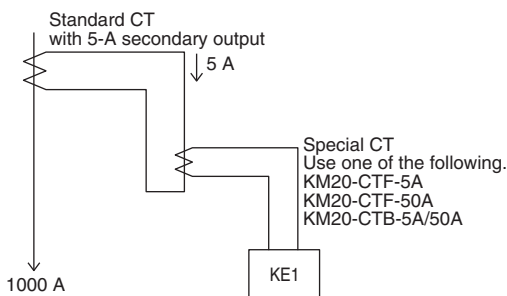 Standard CT
with 5-A secondary output
5 A
Special CT
Use one of the following.
KM20-CTF-5A
KM20-CTF-50A
KM20-CTB-5A/50A
KE1
1000 A